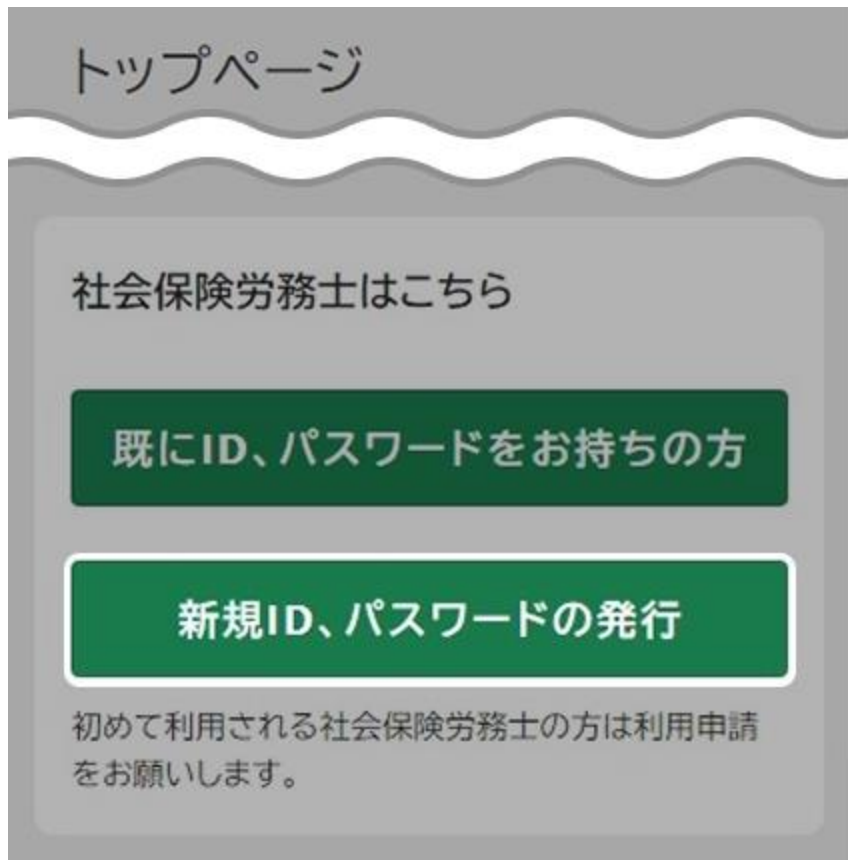 トップページ
社会保険労務士はこちら
既にID、パスワードをお持ちの方
新規ID、パスワードの発行
初めて利用される社会保険労務士の方は利用申請
をお願いします。